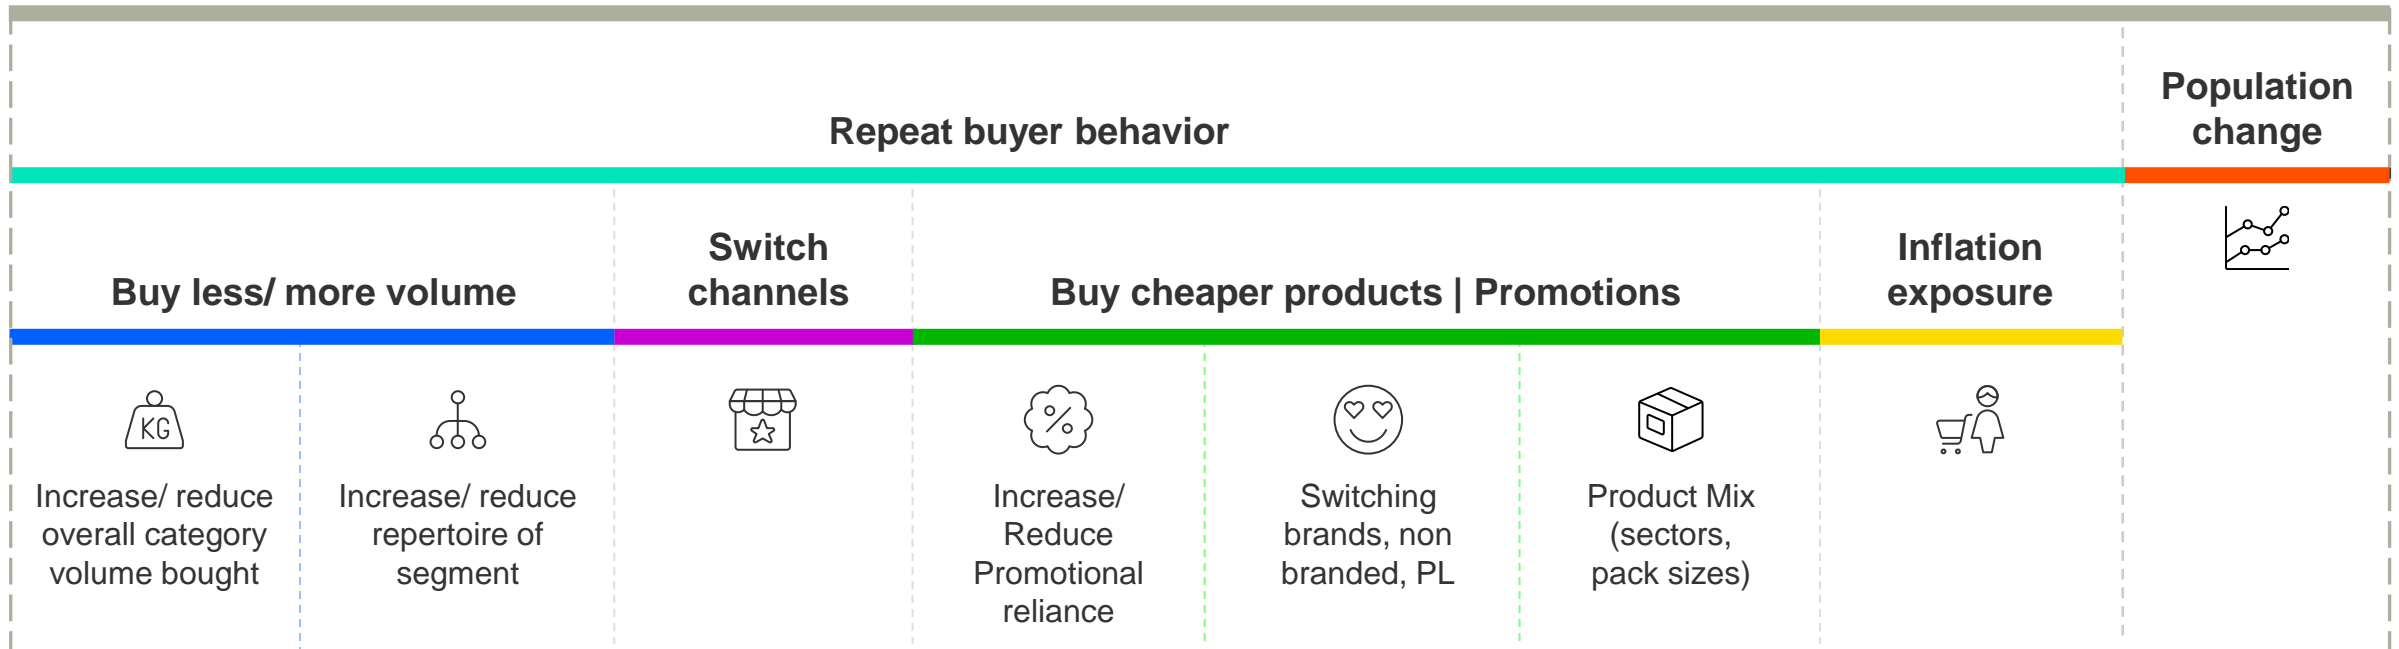 Population
change
Repeat buyer behavior
Buy less/ more volume
Switch
channels
Buy cheaper products | Promotions
Inflation
exposure
KG
Increase/ reduce
overall category
volume bought
Increase/ reduce
repertoire of
segment
%
Increase/
Reduce
Promotional
reliance
Switching
brands, non
branded, PL
Product Mix
(sectors,
pack sizes)